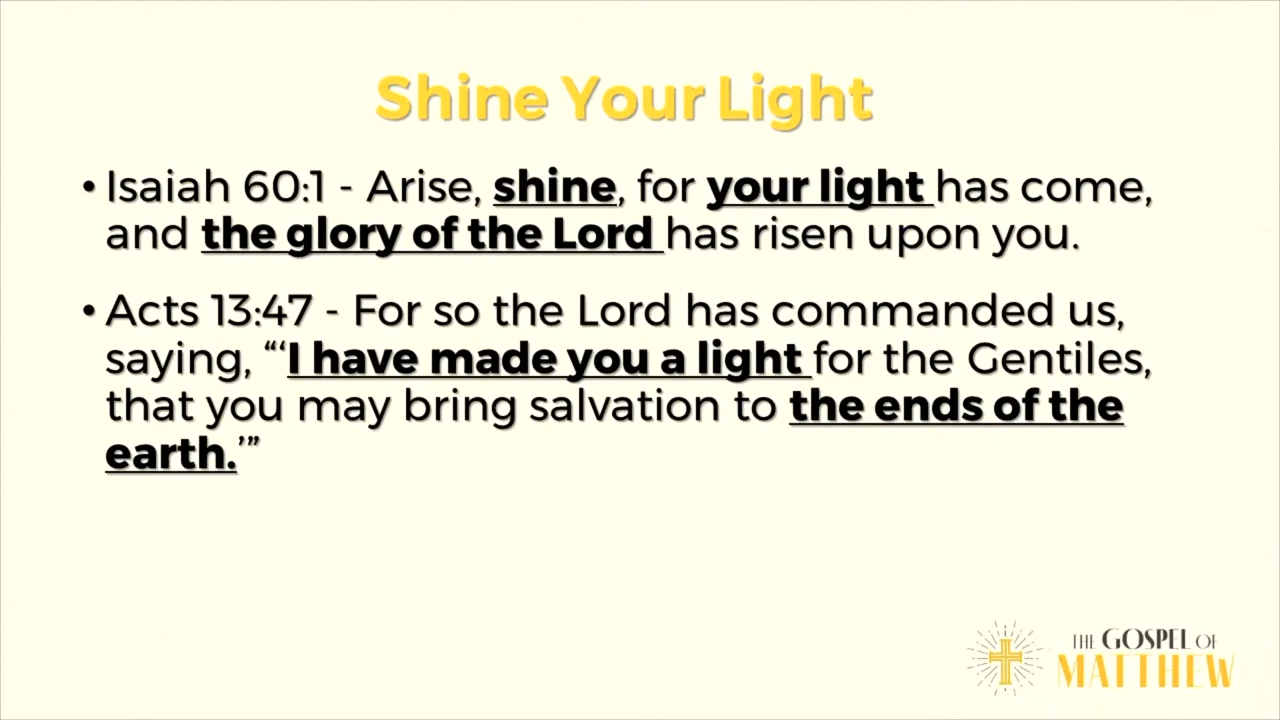 Shine Your Light
• Isaiah 60:1 - Arise, shine, for your light has come,
and the glory of the Lord has risen upon you.
• Acts 13:47 - For so the Lord has commanded us,
saying, “‘I have made you a light for the Gentiles,
that you may bring salvation to the ends of the
earth.’”
THE GOSPEL OF
MATTHEW